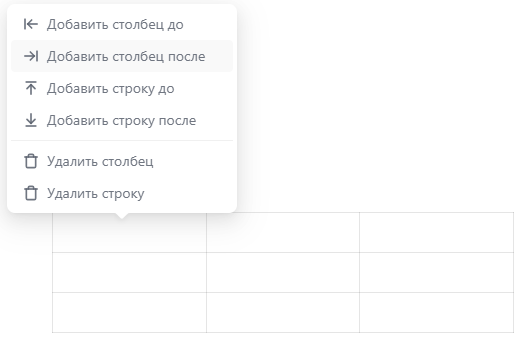 Добавить столбец до
Добавить столбец после
Добавить строку до
Добавить строку после
Удалить столбец
Удалить строку